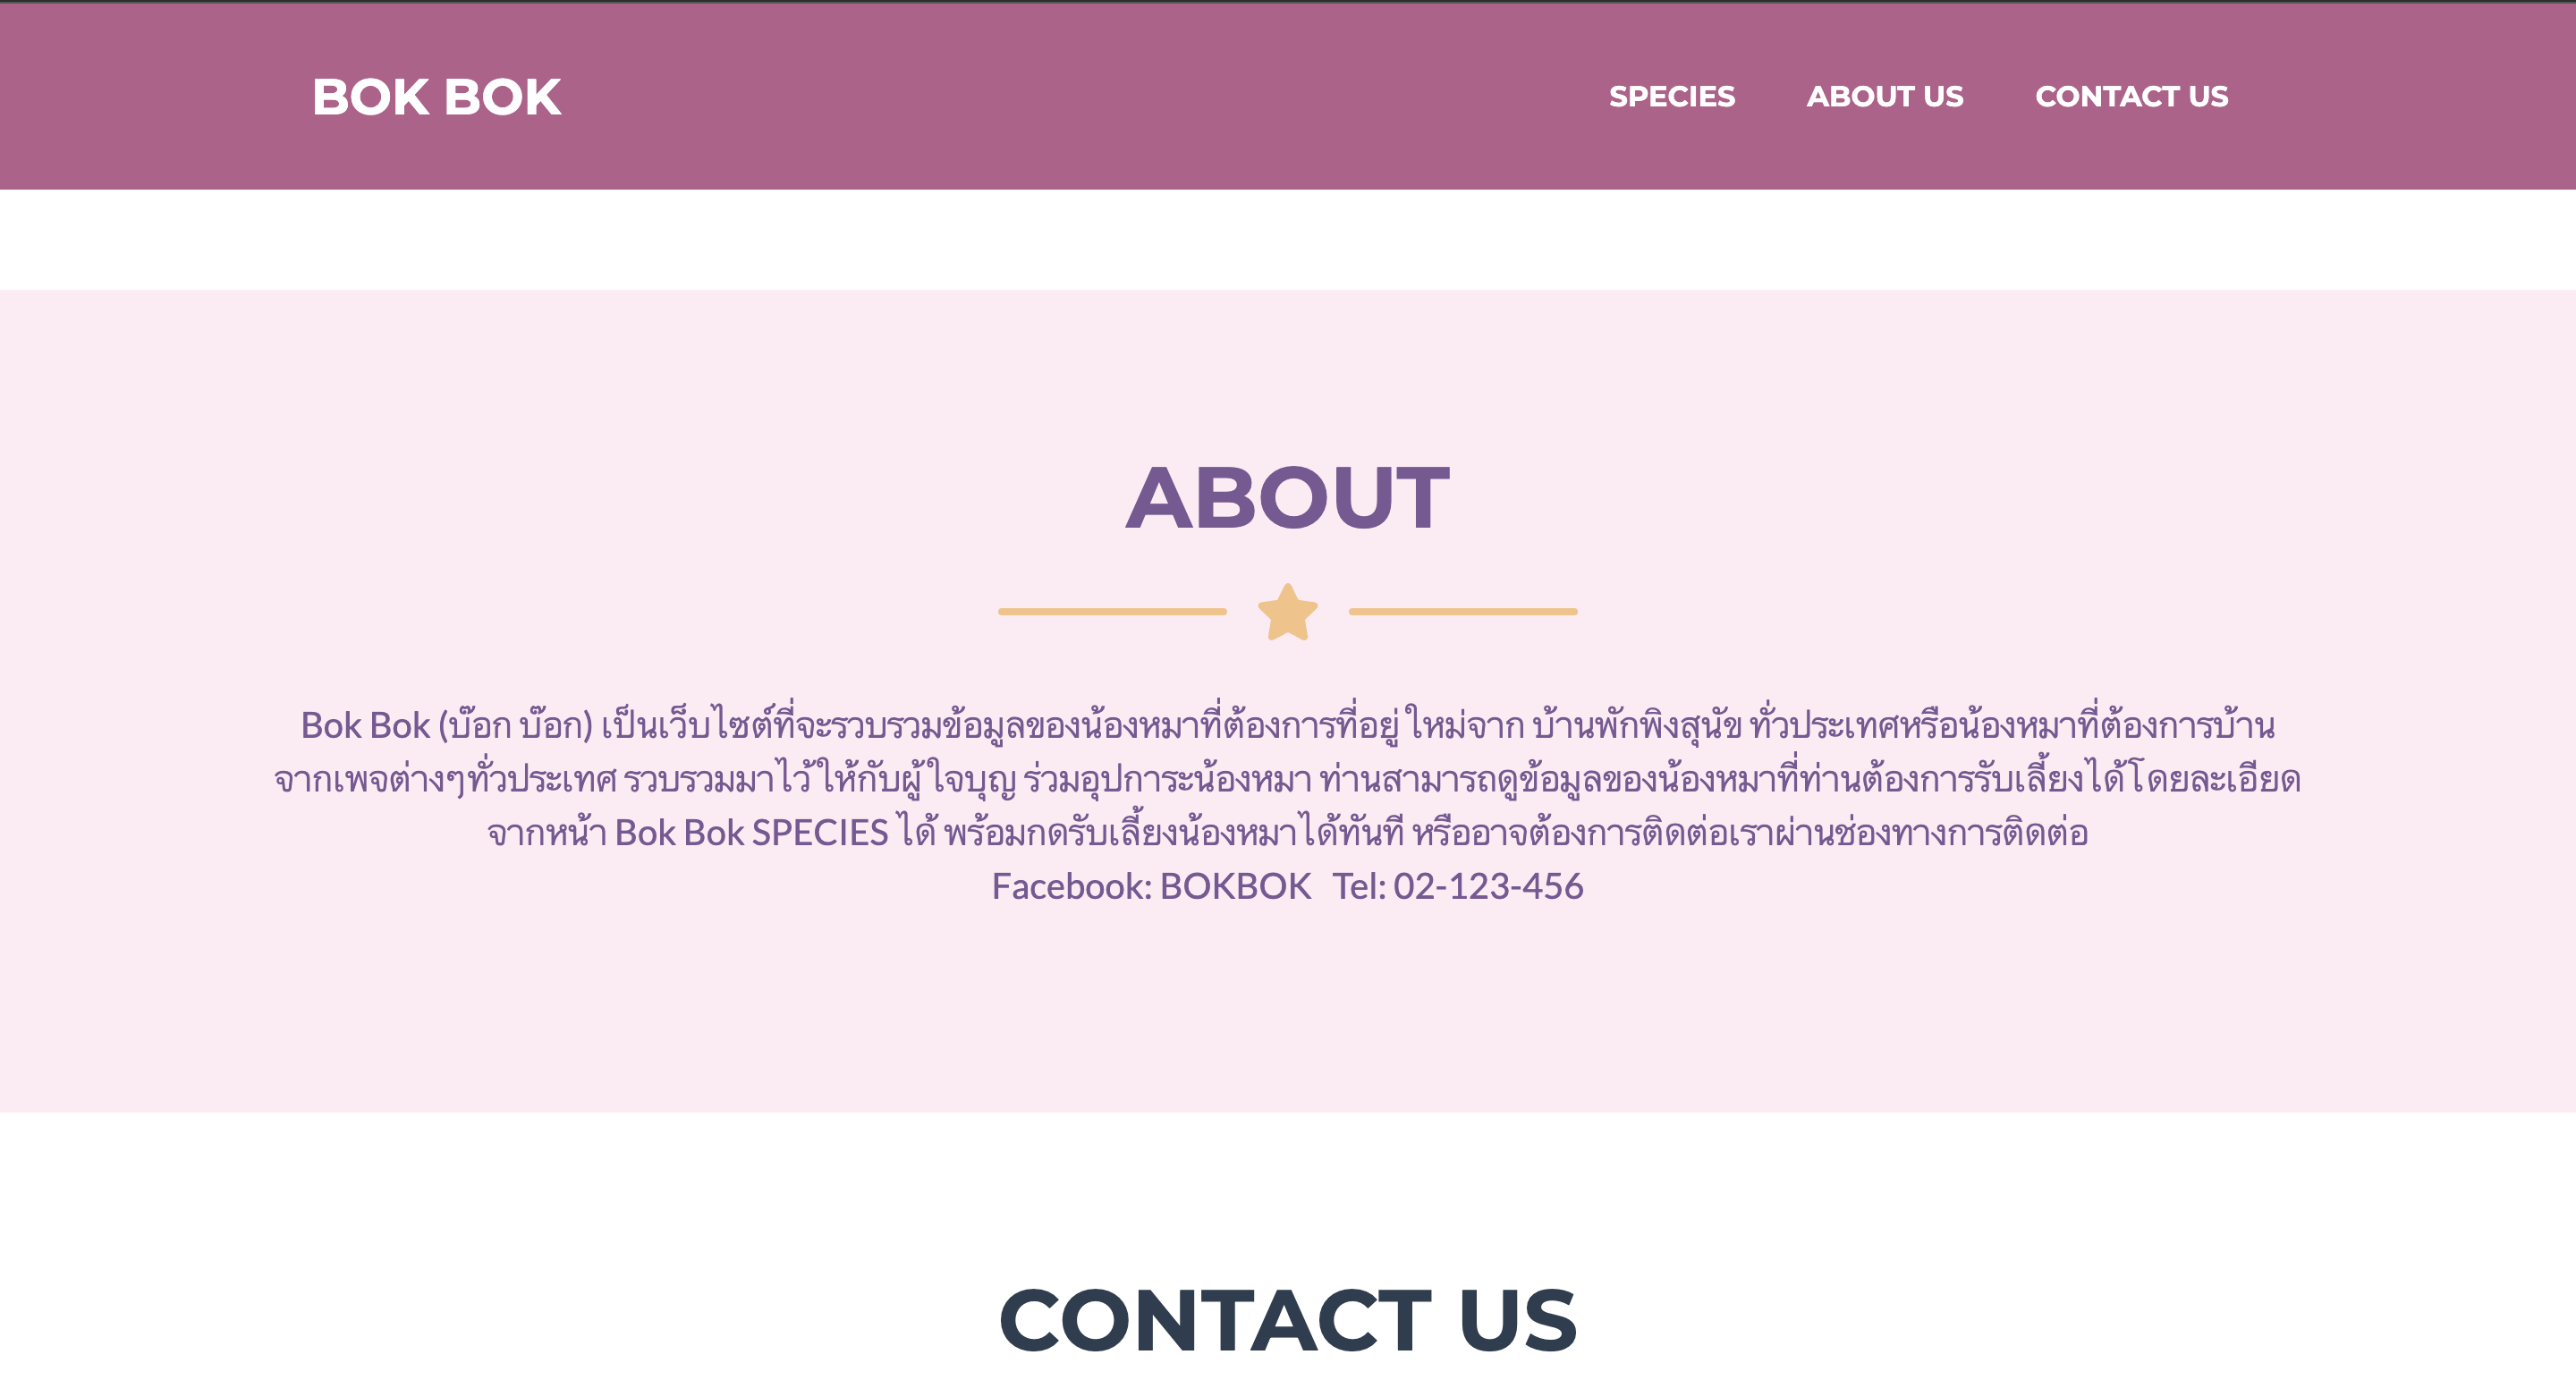 BOK BOK
SPECIES ABOUT US CONTACT US
ABOUT
Bok Bok (บ๊อก บ๊อก) เป็นเว็บไซต์ที่จะรวบรวมข้อมูลของน้องหมาที่ต้องการที่อยู่ใหม่จาก บ้านพักพิงสุนัข ทั่วประเทศหรือน้องหมาที่ต้องการบ้าน
จากเพจต่างๆทั่วประเทศ รวบรวมมาไว้ให้กับผู้ใจบุญ ร่วมอุปการะน้องหมา ท่านสามารถดูข้อมูลของน้องหมาที่ท่านต้องการรับเลี้ยงได้โดยละเอียด
จากหน้า Bok Bok SPECIES ได้ พร้อมกดรับเลี้ยงน้องหมาได้ทันที หรืออาจต้องการติดต่อเราผ่านช่องทางการติดต่อ
Facebook: BOKBOK Tel: 02-123-456
CONTACT US